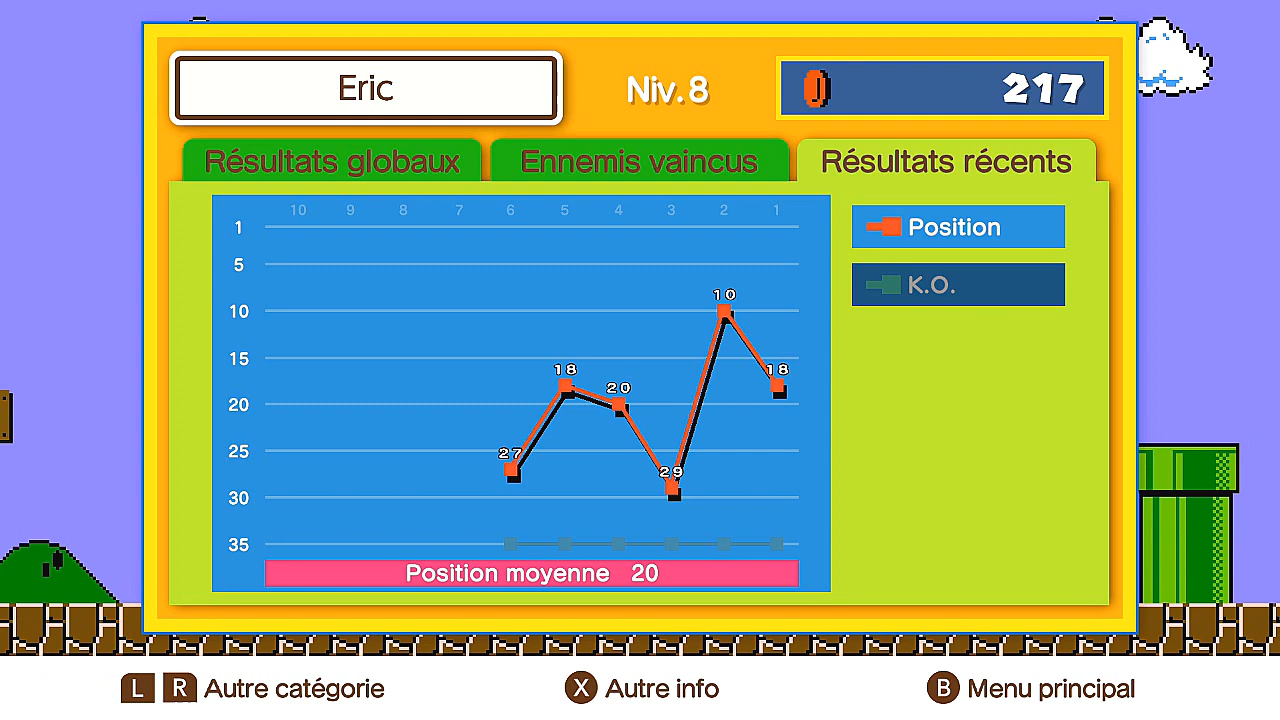 Eric
Niv. 8
217
Résultats globaux
Ennemis vaincus
Résultats récents
10 9 8 7 6 5 4 3 2 1
1
5
10
15
20
25
30
35
27
18
20
29
10
18
Position moyenne 20
Position
K.O.
L R Autre catégorie
X Autre info
B Menu principal